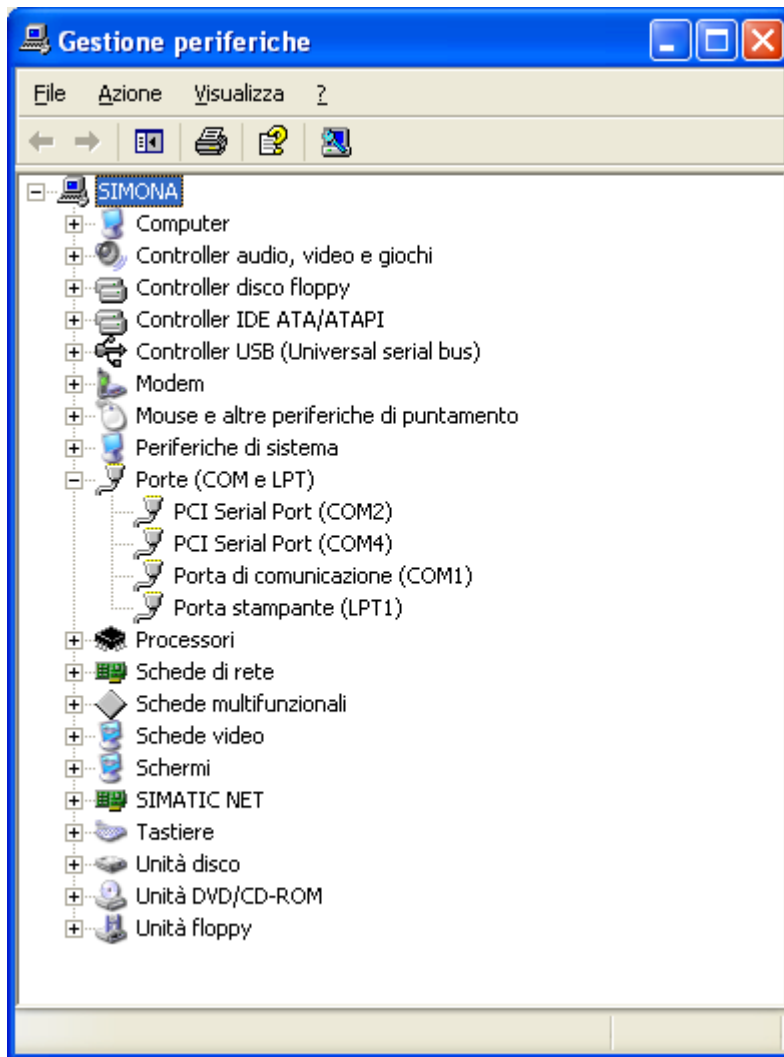 Gestione periferiche
File Azione Visualizza ?
SIMONA
Computer
Controller audio, video e giochi
Controller disco floppy
Controller IDE ATA/ATAPI
Controller USB (Universal serial bus)
Modem
Mouse e altre periferiche di puntamento
Periferiche di sistema
Porte (COM e LPT)
PCI Serial Port (COM2)
PCI Serial Port (COM4)
Porta di comunicazione (COM1)
Porta stampante (LPT1)
Processori
Schede di rete
Schede multifunzionali
Schede video
Schermi
SIMATIC NET
Tastiere
Unità disco
Unità DVD/CD-ROM
Unità floppy